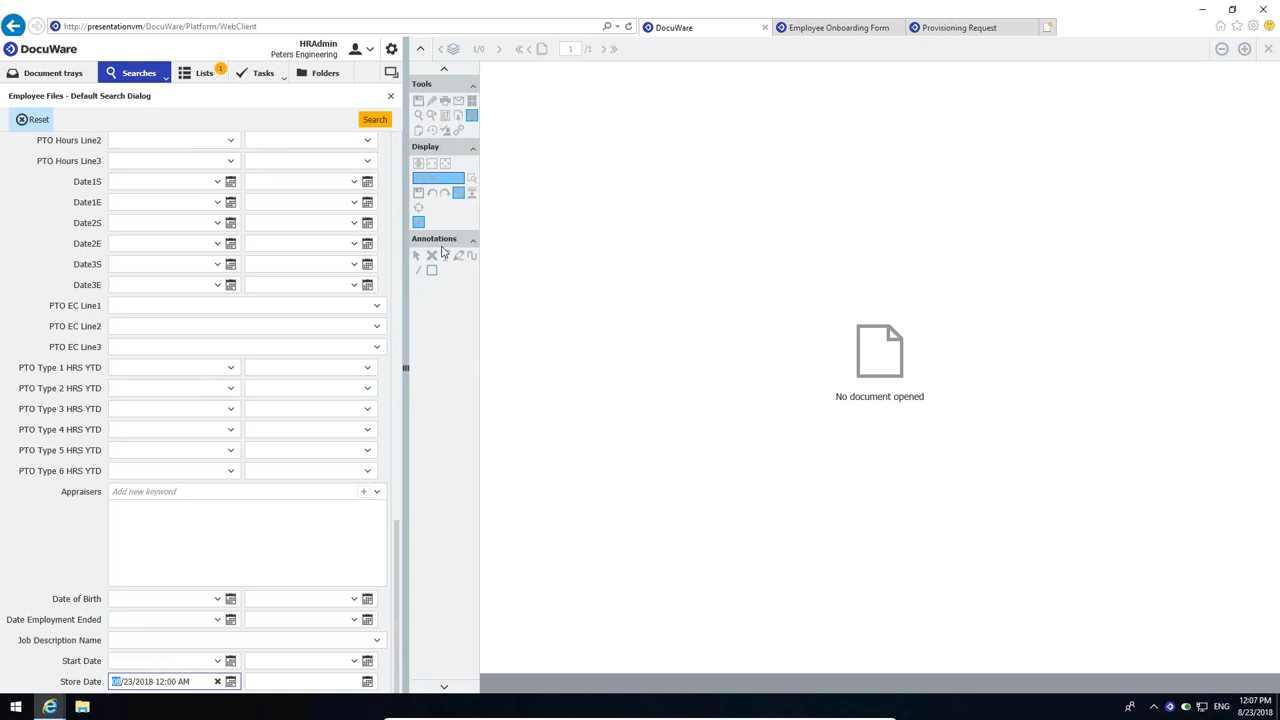 http://presentationvm/DocuWare/Platform/WebClient
DocuWare
Employee Onboarding Form
Provisioning Request
DocuWare
HRAdmin
Peters Engineering
1/0
1
/1
Document trays
Searches
Lists
1
Tasks
Folders
Employee Files - Default Search Dialog
Reset
Search
PTO Hours Line2
PTO Hours Line3
Date1S
Date1E
Date2S
Date2E
Date3S
Date3E
PTO EC Line1
PTO EC Line2
PTO EC Line3
PTO Type 1 HRS YTD
PTO Type 2 HRS YTD
PTO Type 3 HRS YTD
PTO Type 4 HRS YTD
PTO Type 5 HRS YTD
PTO Type 6 HRS YTD
Appraisers
Add new keyword
Date of Birth
Date Employment Ended
Job Description Name
Start Date
Store Date
08/23/2018 12:00 AM
Tools
Display
Annotations
No document opened
ENG
12:07 PM
8/23/2018